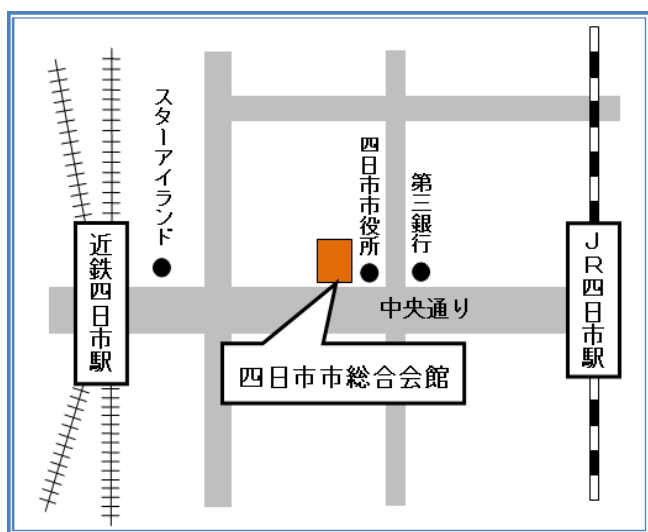 スターアイランド
四日市市役所
第三銀行
近鉄四日市駅
JR四日市駅
中央通り
四日市市総合会館